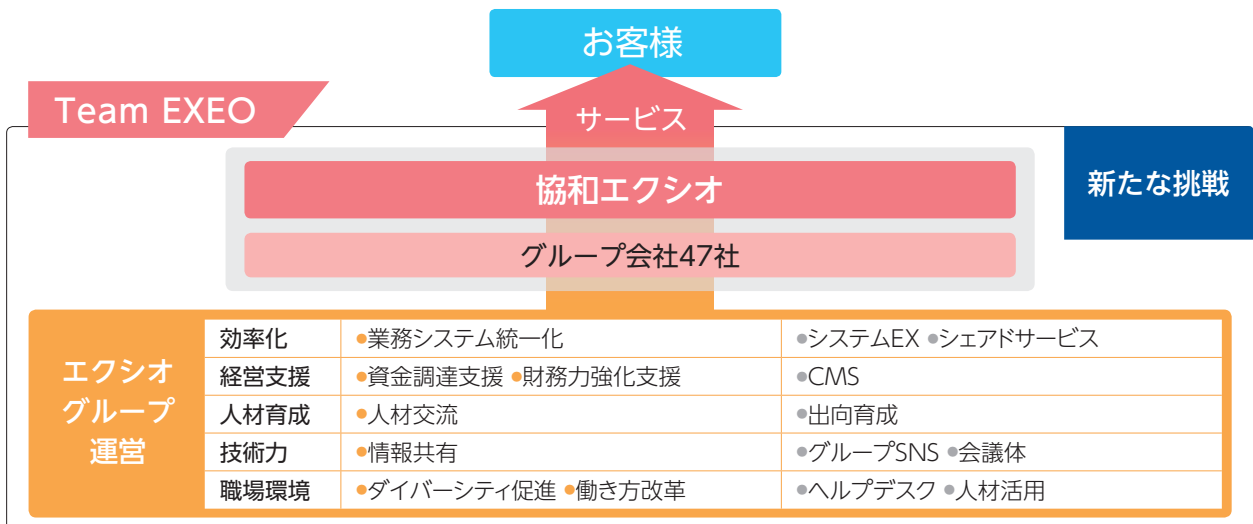 お客様
Team EXEO
サービス
新たな挑戦
協和エクシオ
グループ会社47社
エクシオ
グループ
運営
効率化 ●業務システム統一化 ●システムEX ●シェアドサービス
経営支援 ●資金調達支援 ●財務力強化支援 ●CMS
人材育成 ●人材交流 ●出向育成
技術力 ●情報共有 ●グループSNS ●会議体
職場環境 ●ダイバーシティ促進 ●働き方改革 ●ヘルプデスク ●人材活用